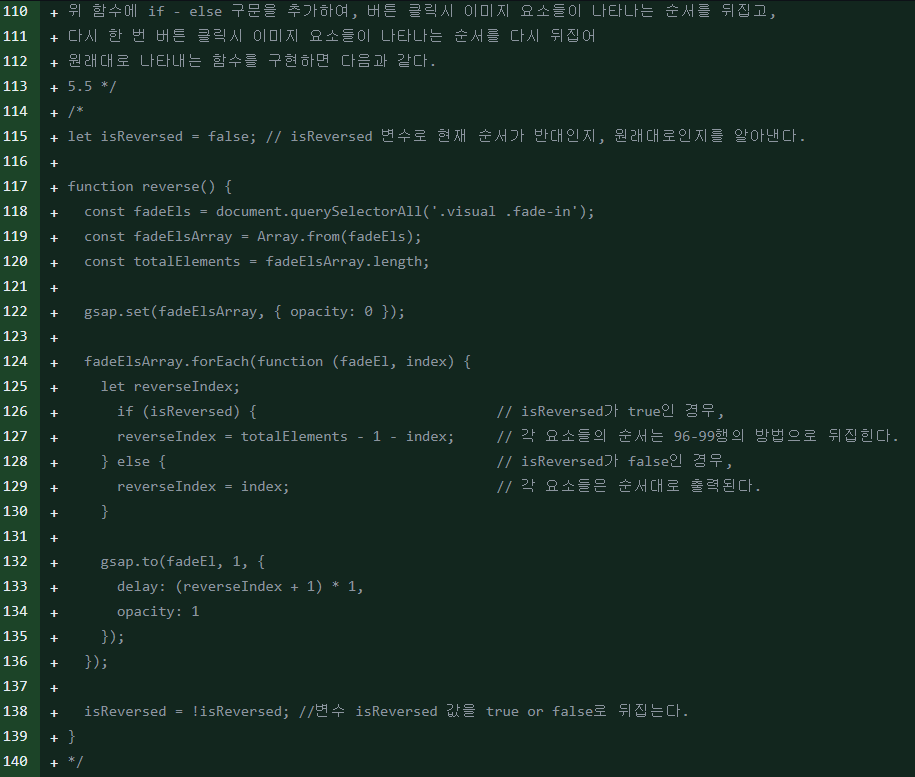 110 + 위 함수에 if - else 구문을 추가하여, 버튼 클릭시 이미지 요소들이 나타나는 순서를 뒤집고,
111 + 다시 한 번 버튼 클릭시 이미지 요소들이 나타나는 순서를 다시 뒤집어
112 + 원래대로 나타내는 함수를 구현하면 다음과 같다.
113 + 5.5 */
114 + /*
115 + let isReversed = false; // isReversed 변수로 현재 순서가 반대인지, 원래대로인지를 알아낸다.
116 +
117 + function reverse() {
118 +   const fadeEls = document.querySelectorAll('.visual .fade-in');
119 +   const fadeElsArray = Array.from(fadeEls);
120 +   const totalElements = fadeElsArray.length;
121 +
122 +   gsap.set(fadeElsArray, { opacity: 0 });
123 +
124 +   fadeElsArray.forEach(function (fadeEl, index) {
125 +     let reverseIndex;
126 +       if (isReversed) {                             // isReversed가 true인 경우,
127 +       reverseIndex = totalElements - 1 - index;     // 각 요소들의 순서는 96-99행의 방법으로 뒤집힌다.
128 +     } else {                                        // isReversed가 false인 경우,
129 +       reverseIndex = index;                         // 각 요소들은 순서대로 출력된다.
130 +     }
131 +
132 +     gsap.to(fadeEl, 1, {
133 +       delay: (reverseIndex + 1) * 1,
134 +       opacity: 1
135 +     });
136 +   });
137 +
138 +   isReversed = !isReversed; //변수 isReversed 값을 true or false로 뒤집는다.
139 + }
140 + */